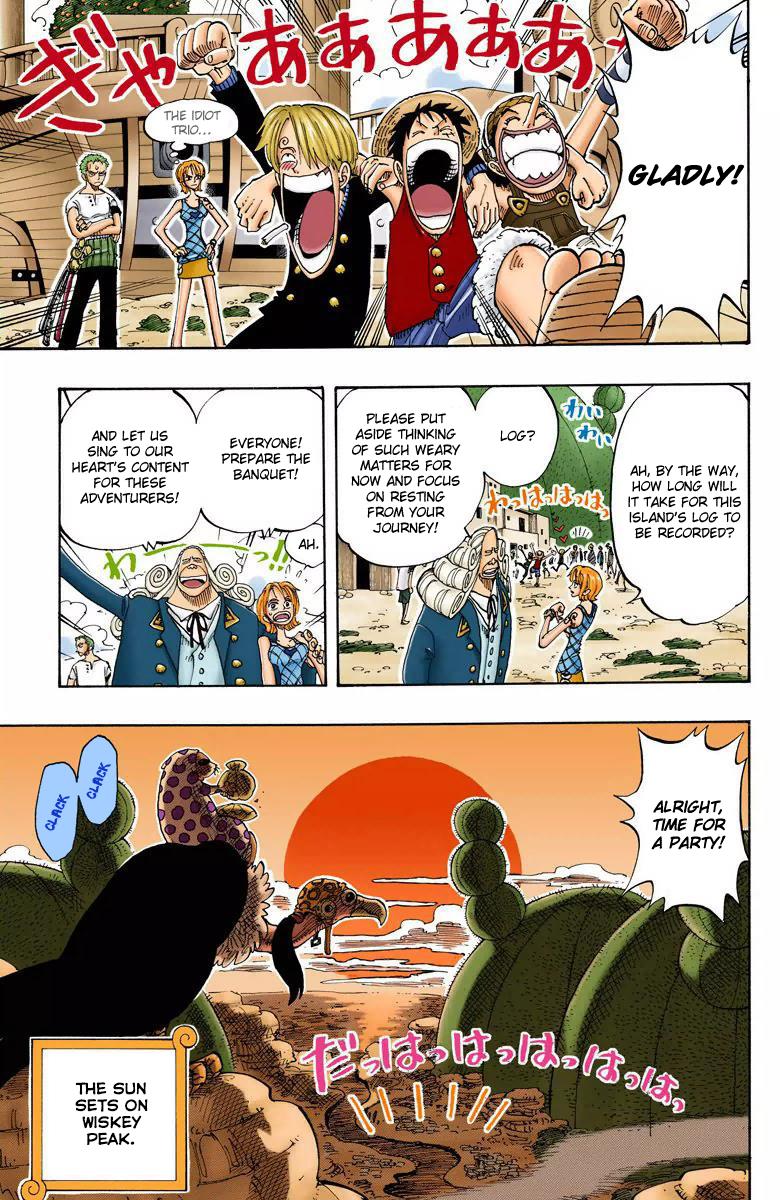 ぎゃあああああっ
GLADLY!
THE IDIOT
TRIO...
AH, BY THE WAY,
HOW LONG WILL
IT TAKE FOR THIS
ISLAND'S LOG TO
BE RECORDED?
わい
わい
LOG?
わっはっはっはっ
PLEASE PUT
ASIDE THINKING
OF SUCH WEARY
MATTERS FOR
NOW AND FOCUS
ON RESTING
FROM YOUR
JOURNEY!
AH.
EVERYONE!
PREPARE THE
BANQUET!
AND LET US
SING TO OUR
HEART'S CONTENT
FOR THESE
ADVENTURERS!
わーーっ!!
ALRIGHT,
TIME FOR
A PARTY!
CLACK
CLACK
だっはっはっはっはっはっ
THE SUN
SETS ON
WISKEY
PEAK.